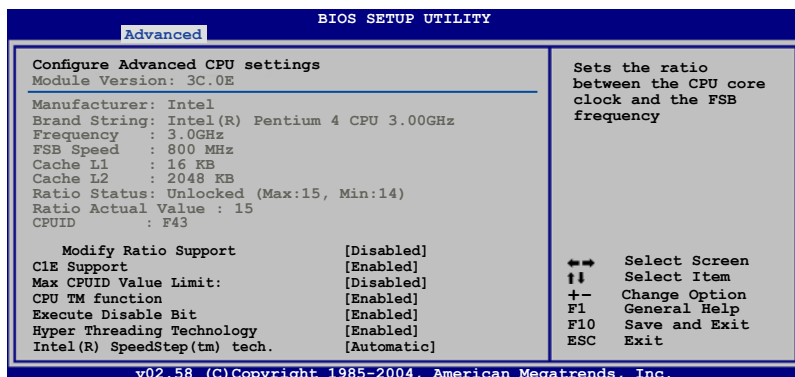 BIOS SETUP UTILITY
Advanced
Configure Advanced CPU settings
Module Version: 3C.0E
Manufacturer: Intel
Brand String: Intel(R) Pentium 4 CPU 3.00GHz
Frequency : 3.0GHz
FSB Speed : 800 MHz
Cache L1 : 16 KB
Cache L2 : 2048 KB
Ratio Status: Unlocked (Max:15, Min:14)
Ratio Actual Value : 15
CPUID : F43
Modify Ratio Support [Disabled]
C1E Support [Enabled]
Max CPUID Value Limit: [Disabled]
CPU TM function [Enabled]
Execute Disable Bit [Enabled]
Hyper Threading Technology [Enabled]
Intel(R) SpeedStep(tm) tech. [Automatic]
Sets the ratio
between the CPU core
clock and the FSB
frequency
←→ Select Screen
↑↓ Select Item
+- Change Option
F1 General Help
F10 Save and Exit
ESC Exit
v02.58 (C)Copyright 1985-2004, American Megatrends, Inc.